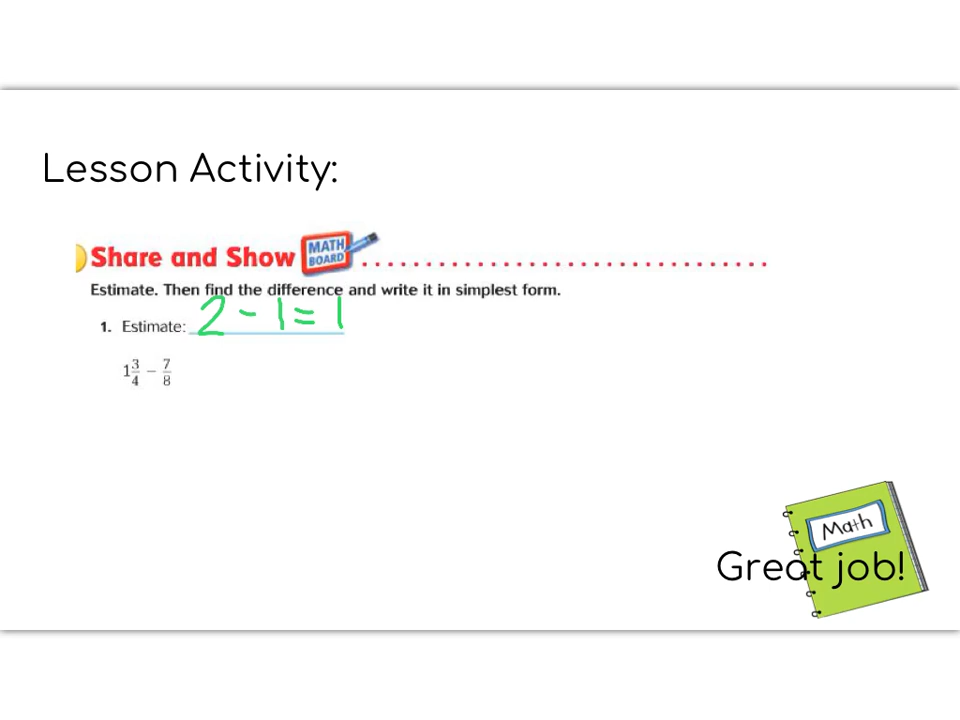 Lesson Activity:
Share and Show MATH BOARD
Estimate. Then find the difference and write it in simplest form.
1. Estimate: 2 - 1 = 1
1 3/4 − 7/8
Math
Great job!